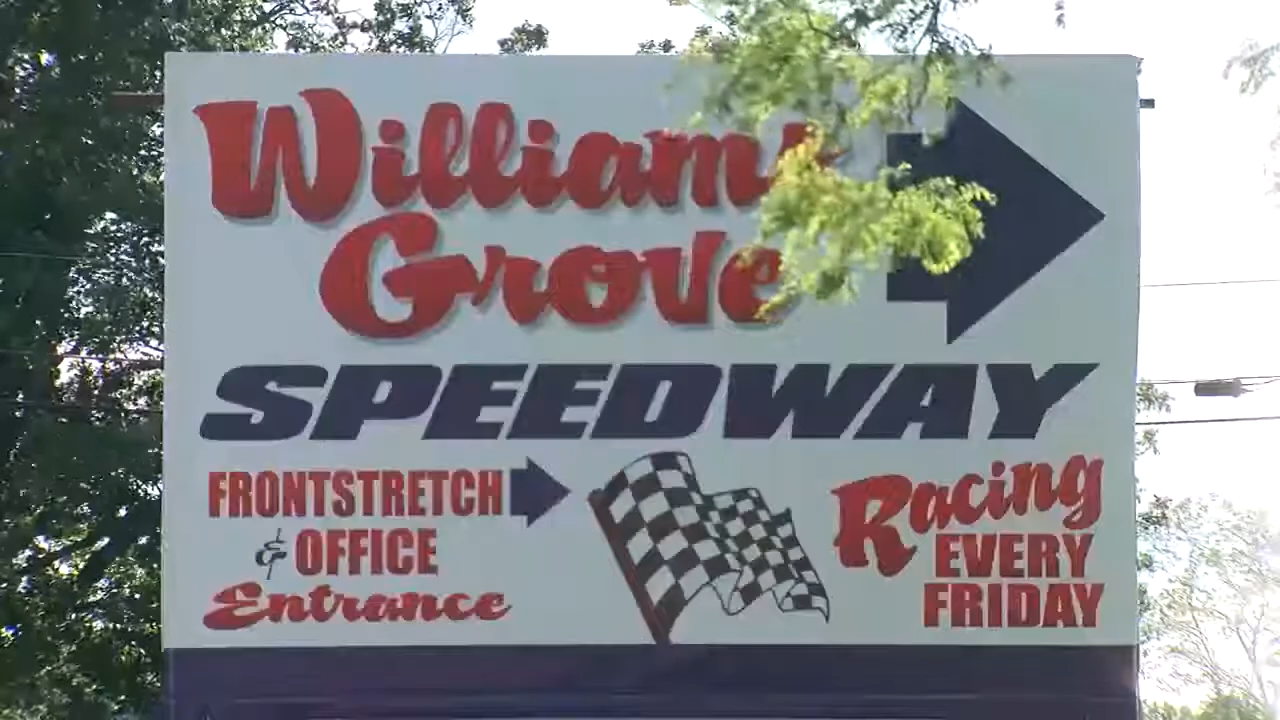 Williams
Grove
SPEEDWAY
FRONTSTRETCH
& OFFICE
Entrance
Racing
EVERY
FRIDAY